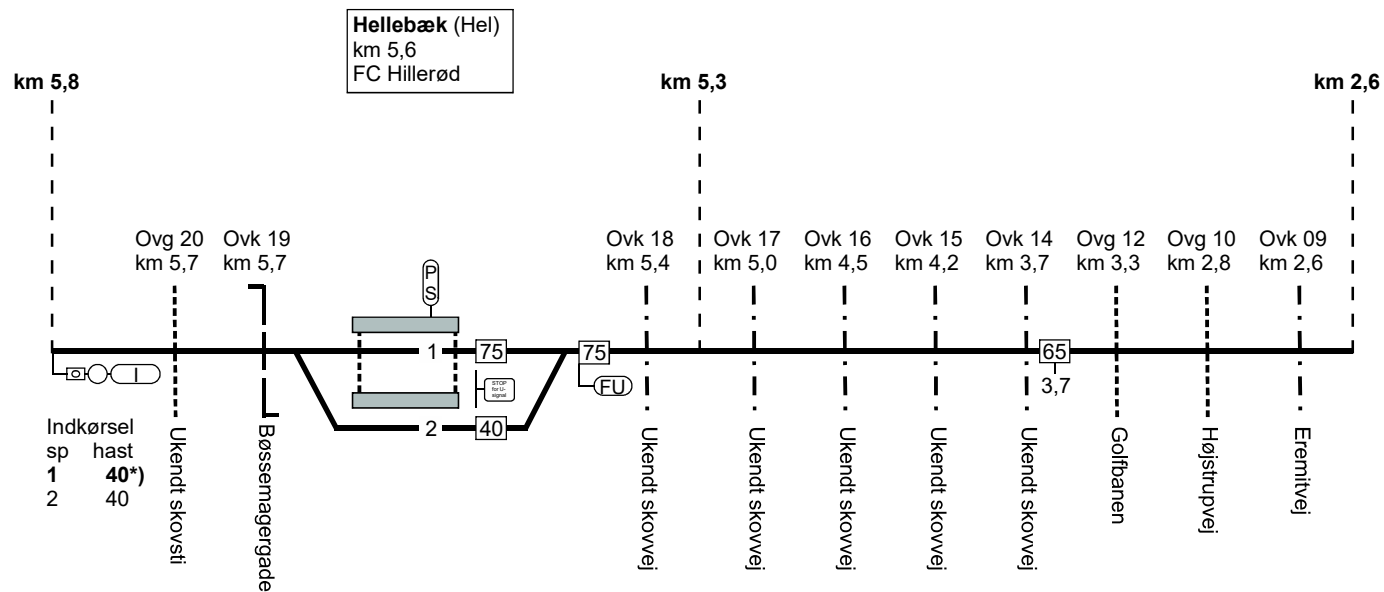 Hellebæk (Hel)
km 5,6
FC Hillerød
km 5,8
km 5,3
km 2,6
Ovg 20
km 5,7
Ovk 19
km 5,7
P
S
Ovk 18
km 5,4
Ovk 17
km 5,0
Ovk 16
km 4,5
Ovk 15
km 4,2
Ovk 14
km 3,7
Ovg 12
km 3,3
Ovg 10
km 2,8
Ovk 09
km 2,6
1
75
75
65
I
STOP
for U-
signal
FU
3,7
2
40
Indkørsel
sp hast
1 40*)
2 40
Ukendt skovsti
Bøssemagergade
Ukendt skovvej
Ukendt skovvej
Ukendt skovvej
Ukendt skovvej
Ukendt skovvej
Golfbanen
Højstrupvej
Eremitvej